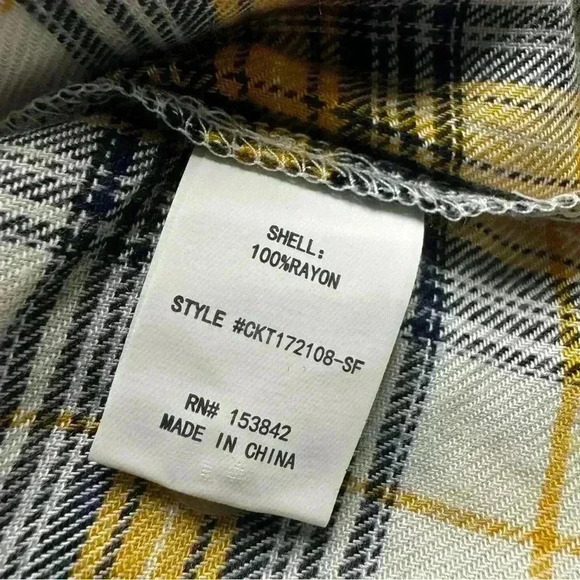 SHELL:
100%RAYON
STYLE #CKT172108-SF
RN# 153842
MADE IN CHINA